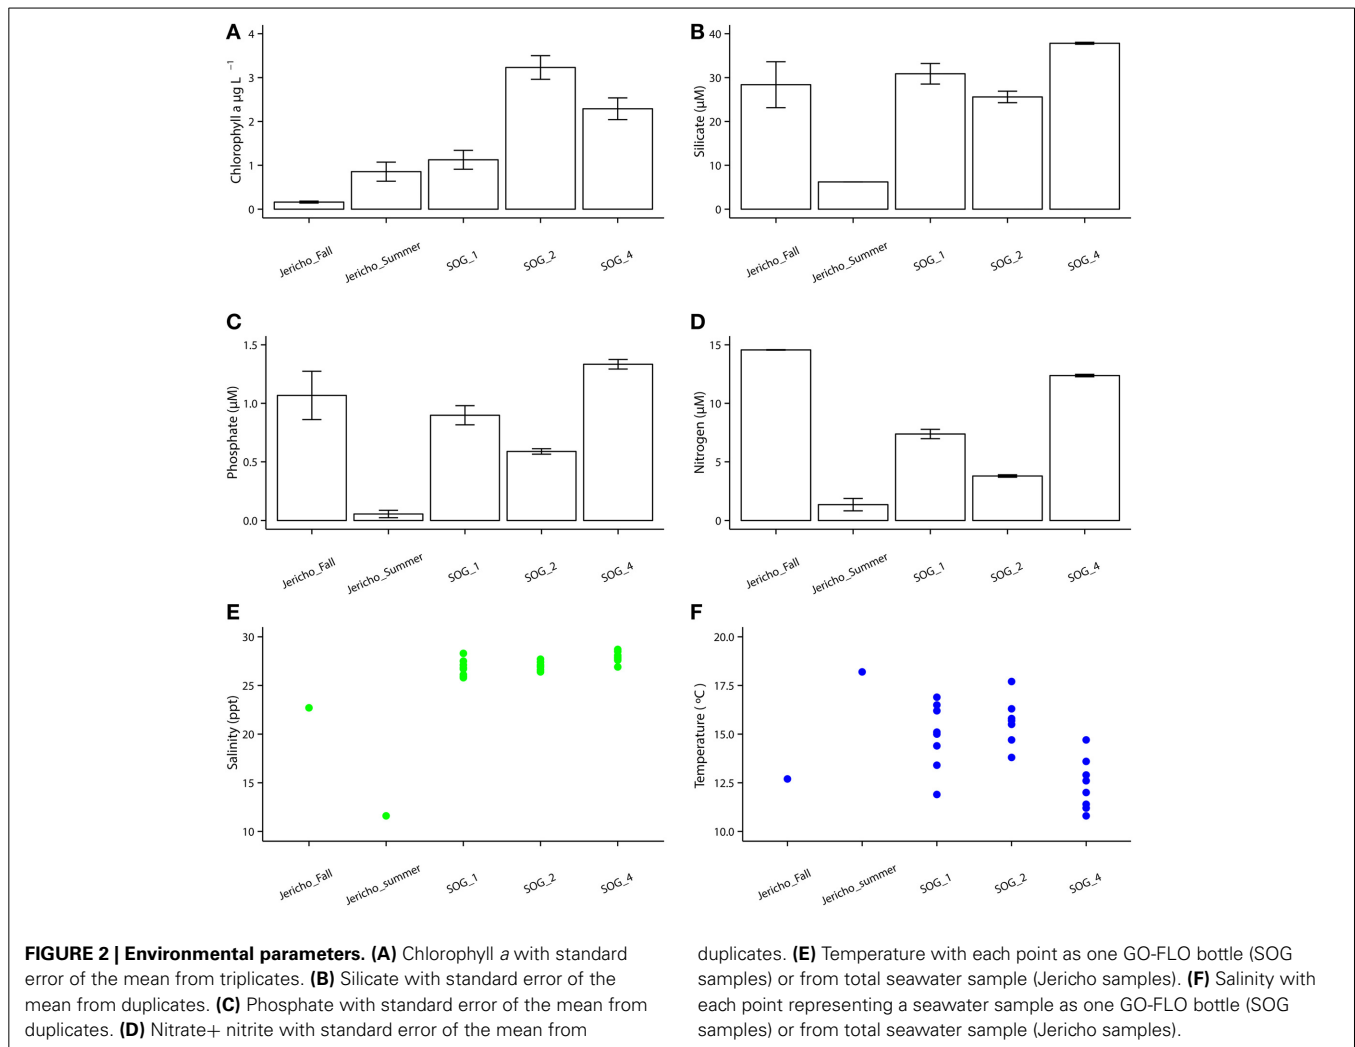 A
B
4
3
2
1
0
Chlorophyll a µg L ⁻¹
Jericho_Fall
Jericho_Summer
SOG_1
SOG_2
SOG_4
40
30
20
10
0
Silicate (µM)
Jericho_Fall
Jericho_Summer
SOG_1
SOG_2
SOG_4
C
D
1.5
1.0
0.5
0.0
Phosphate (µM)
Jericho_Fall
Jericho_Summer
SOG_1
SOG_2
SOG_4
15
10
5
0
Nitrogen (µM)
Jericho_Fall
Jericho_Summer
SOG_1
SOG_2
SOG_4
E
F
30
25
20
15
10
Salinity (ppt)
Jericho_Fall
Jericho_summer
SOG_1
SOG_2
SOG_4
20.0
17.5
15.0
12.5
10.0
Temperature ( ºC )
Jericho_Fall
Jericho_summer
SOG_1
SOG_2
SOG_4
FIGURE 2 | Environmental parameters. (A) Chlorophyll a with standard
error of the mean from triplicates. (B) Silicate with standard error of the
mean from duplicates. (C) Phosphate with standard error of the mean from
duplicates. (D) Nitrate+ nitrite with standard error of the mean from
duplicates. (E) Temperature with each point as one GO-FLO bottle (SOG
samples) or from total seawater sample (Jericho samples). (F) Salinity with
each point representing a seawater sample as one GO-FLO bottle (SOG
samples) or from total seawater sample (Jericho samples).